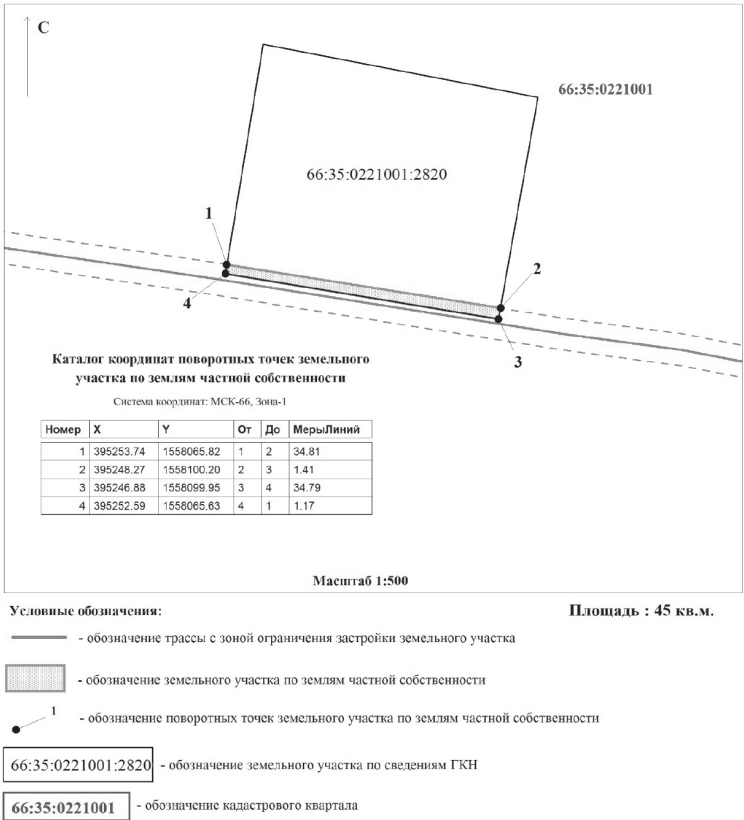 С
66:35:0221001
66:35:0221001:2820
1
2
4
3
Каталог координат поворотных точек земельного
участка по землям частной собственности
Система координат: МСК-66, Зона-1
Номер X Y От До МерыЛиний
1 395253.74 1558065.82 1 2 34.81
2 395248.27 1558100.20 2 3 1.41
3 395246.88 1558099.95 3 4 34.79
4 395252.59 1558065.63 4 1 1.17
Масштаб 1:500
Условные обозначения:
Площадь : 45 кв.м.
- обозначение трассы с зоной ограничения застройки земельного участка
- обозначение земельного участка по землям частной собственности
1 - обозначение поворотных точек земельного участка по землям частной собственности
66:35:0221001:2820 - обозначение земельного участка по сведениям ГКН
66:35:0221001 - обозначение кадастрового квартала